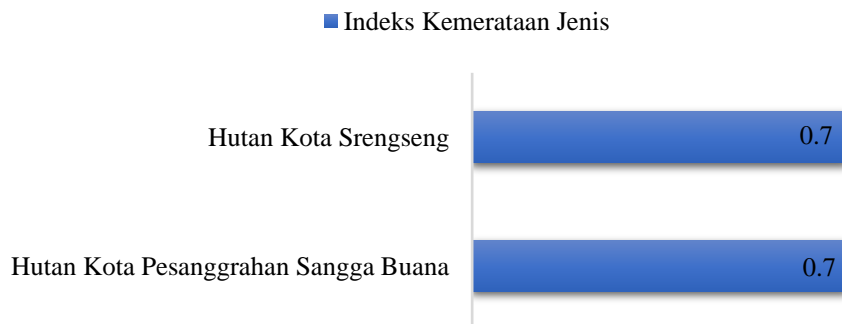 Indeks Kemerataan Jenis
Hutan Kota Srengseng
0.7
Hutan Kota Pesanggrahan Sangga Buana
0.7